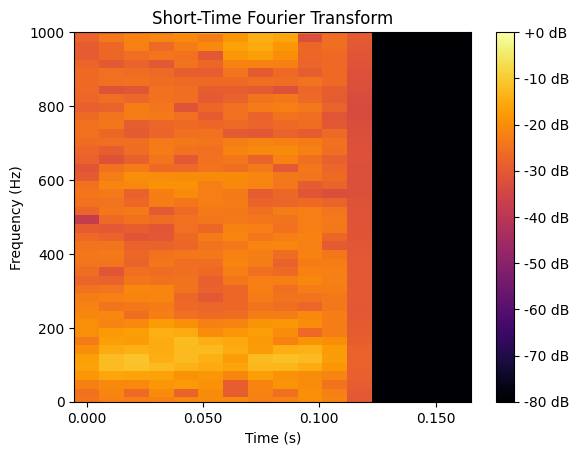 Short-Time Fourier Transform
Frequency (Hz)
1000
800
600
400
200
0
0.000
0.050
0.100
0.150
Time (s)
+0 dB
-10 dB
-20 dB
-30 dB
-40 dB
-50 dB
-60 dB
-70 dB
-80 dB